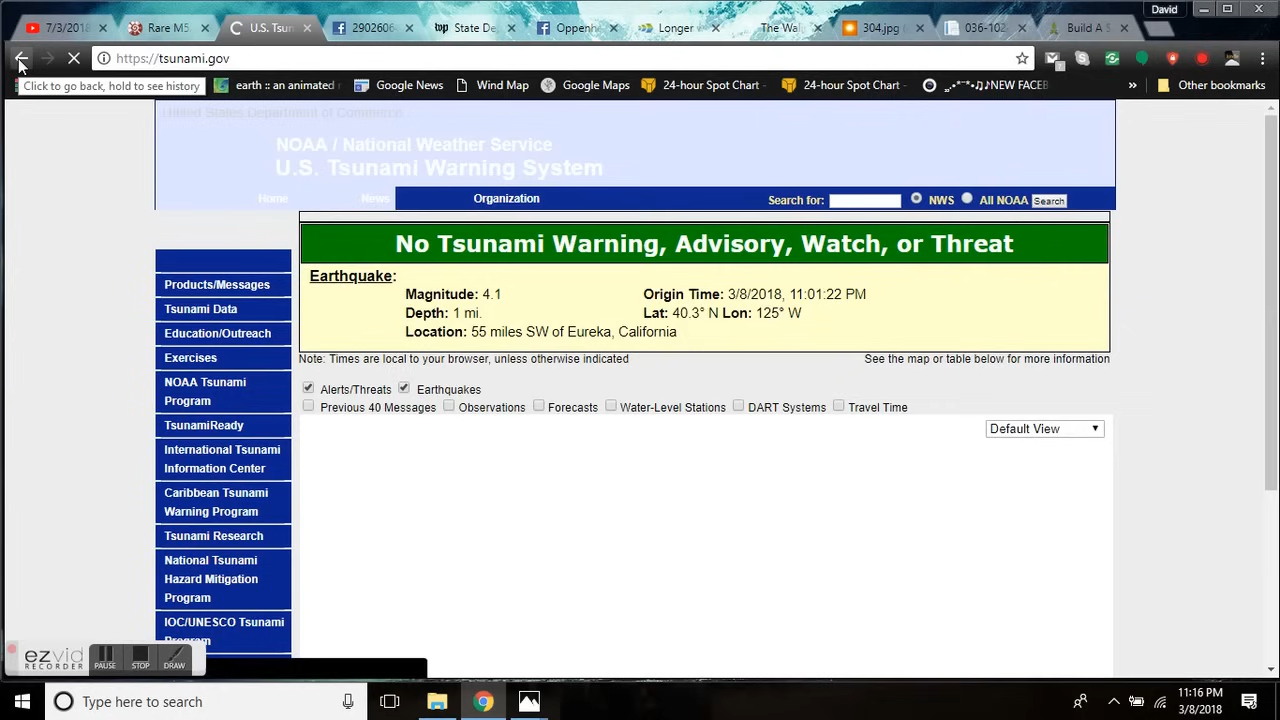 David
7/3/201
Rare M5.
U.S. Tsun
2902606
State De
Oppenh
Longer w
The Wal
304.jpg (
036-102
Build A S
https://tsunami.gov
Click to go back, hold to see history
earth :: an animated
Google News
Wind Map
Google Maps
24-hour Spot Chart
24-hour Spot Chart
NEW FACEB
»
Other bookmarks
United States Department of Commerce
NOAA / National Weather Service
U.S. Tsunami Warning System
Home News Organization Search for: NWS All NOAA Search
No Tsunami Warning, Advisory, Watch, or Threat
Earthquake:
Magnitude: 4.1 Origin Time: 3/8/2018, 11:01:22 PM
Depth: 1 mi. Lat: 40.3° N Lon: 125° W
Location: 55 miles SW of Eureka, California
Note: Times are local to your browser, unless otherwise indicated See the map or table below for more information
Alerts/Threats Earthquakes
Previous 40 Messages Observations Forecasts Water-Level Stations DART Systems Travel Time
Default View
Products/Messages
Tsunami Data
Education/Outreach
Exercises
NOAA Tsunami
Program
TsunamiReady
International Tsunami
Information Center
Caribbean Tsunami
Warning Program
Tsunami Research
National Tsunami
Hazard Mitigation
Program
IOC/UNESCO Tsunami
Program
ezvid
RECORDER
PAUSE STOP DRAW
Type here to search
11:16 PM
3/8/2018